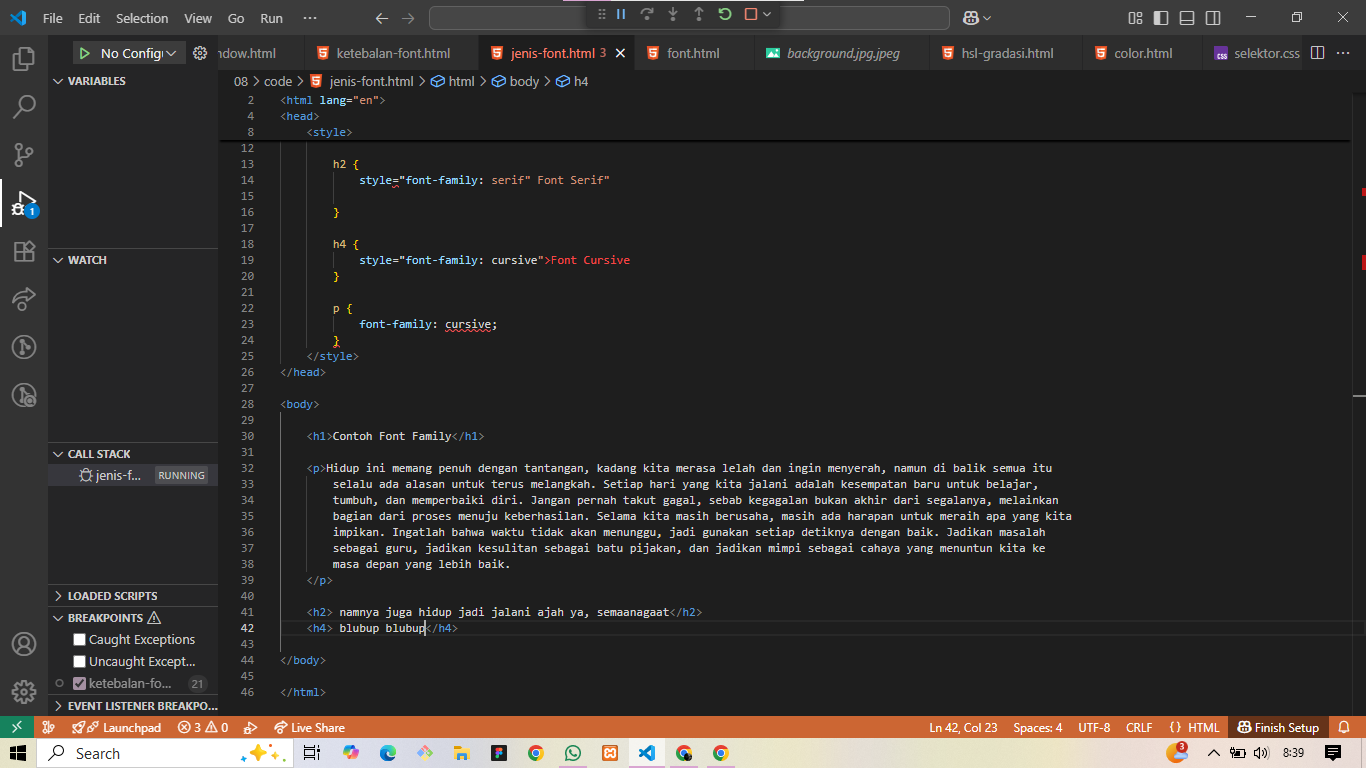 File Edit Selection View Go Run ···
No Config
ndow.html ketebalan-font.html jenis-font.html 3 font.html background.jpg.jpeg hsl-gradasi.html color.html selektor.css
VARIABLES
08 > code > jenis-font.html > html > body > h4
2 <html lang="en">
4 <head>
8 <style>
12
13 h2 {
14 style="font-family: serif" Font Serif"
15
16 }
17
18 h4 {
19 style="font-family: cursive">Font Cursive
20 }
21
22 p {
23 font-family: cursive;
24 }
25 </style>
26 </head>
27
28 <body>
29
30 <h1>Contoh Font Family</h1>
31
32 <p>Hidup ini memang penuh dengan tantangan, kadang kita merasa lelah dan ingin menyerah, namun di balik semua itu
33 selalu ada alasan untuk terus melangkah. Setiap hari yang kita jalani adalah kesempatan baru untuk belajar,
34 tumbuh, dan memperbaiki diri. Jangan pernah takut gagal, sebab kegagalan bukan akhir dari segalanya, melainkan
35 bagian dari proses menuju keberhasilan. Selama kita masih berusaha, masih ada harapan untuk meraih apa yang kita
36 impikan. Ingatlah bahwa waktu tidak akan menunggu, jadi gunakan setiap detiknya dengan baik. Jadikan masalah
37 sebagai guru, jadikan kesulitan sebagai batu pijakan, dan jadikan mimpi sebagai cahaya yang menuntun kita ke
38 masa depan yang lebih baik.
39 </p>
40
41 <h2> namnya juga hidup jadi jalani ajah ya, semaanagaat</h2>
42 <h4> blubup blubup</h4>
43
44 </body>
45
46 </html>
WATCH
CALL STACK
jenis-f... RUNNING
1
LOADED SCRIPTS
BREAKPOINTS
Caught Exceptions
Uncaught Except...
ketebalan-fo... 21
EVENT LISTENER BREAKPO...
Launchpad 3 0 Live Share Ln 42, Col 23 Spaces: 4 UTF-8 CRLF {} HTML Finish Setup
Search 3 8:39